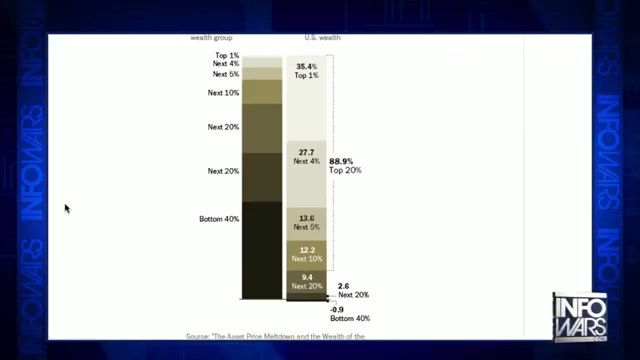 wealth group
U.S. wealth
Top 1%
Next 4%
Next 5%
Next 10%
Next 20%
Next 20%
Bottom 40%
35.4%
Top 1%
27.7
Next 4%
13.6
Next 5%
12.2
Next 10%
9.4
Next 20%
88.9%
Top 20%
2.6
Next 20%
-0.9
Bottom 40%
Source: "The Asset Price Meltdown and the Wealth of the
INFOWARS
INFOWARS
INFO
WARS
.COM